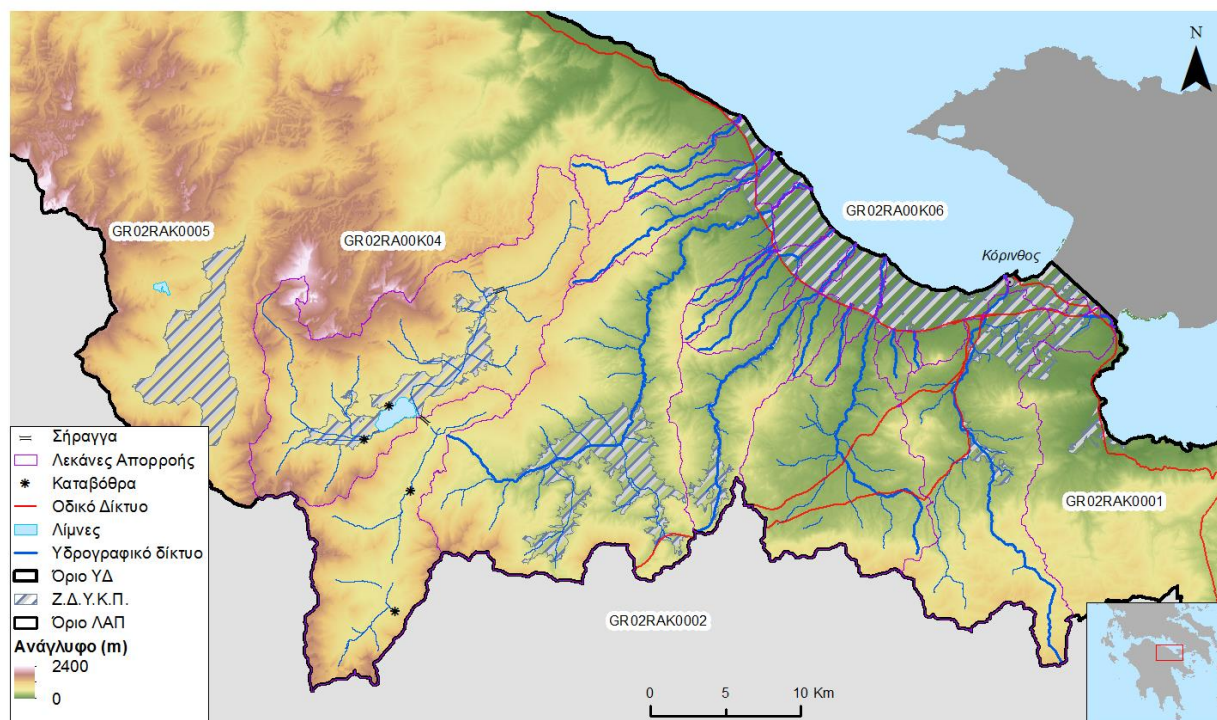 N
GR02RAK0005
GR02RA00K04
GR02RA00K06
Κόρινθος
GR02RAK0001
GR02RAK0002
Σήραγγα
Λεκάνες Απορροής
Καταβόθρα
Οδικό Δίκτυο
Λίμνες
Υδρογραφικό δίκτυο
Όριο ΥΔ
Ζ.Δ.Υ.Κ.Π.
Όριο ΛΑΠ
Ανάγλυφο (m)
2400
0
0 5 10 Km